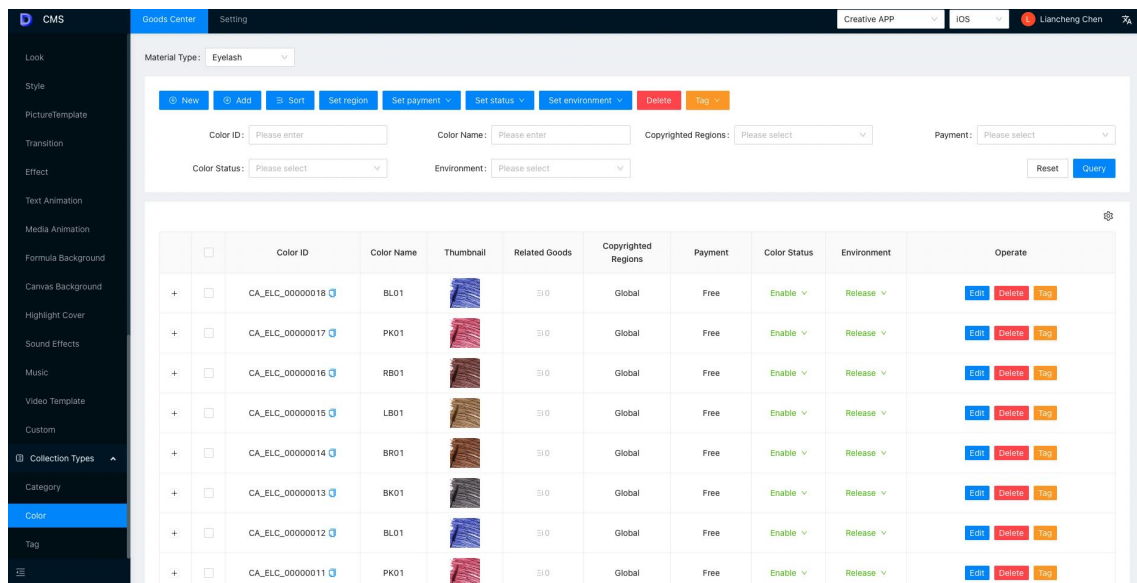 CMS
Goods Center Setting Creative APP iOS L Liancheng Chen
Look
Style
PictureTemplate
Transition
Effect
Text Animation
Media Animation
Formula Background
Canvas Background
Highlight Cover
Sound Effects
Music
Video Template
Custom
Collection Types
Category
Color
Tag
Material Type: Eyelash
New Add Sort Set region Set payment Set status Set environment Delete Tag
Color ID: Please enter Color Name: Please enter Copyrighted Regions: Please select Payment: Please select
Color Status: Please select Environment: Please select Reset Query
Color ID Color Name Thumbnail Related Goods Copyrighted Regions Payment Color Status Environment Operate
+ CA_ELC_00000018 BL01 0 Global Free Enable Release Edit Delete Tag
+ CA_ELC_00000017 PK01 0 Global Free Enable Release Edit Delete Tag
+ CA_ELC_00000016 RB01 0 Global Free Enable Release Edit Delete Tag
+ CA_ELC_00000015 LB01 0 Global Free Enable Release Edit Delete Tag
+ CA_ELC_00000014 BR01 0 Global Free Enable Release Edit Delete Tag
+ CA_ELC_00000013 BK01 0 Global Free Enable Release Edit Delete Tag
+ CA_ELC_00000012 BL01 0 Global Free Enable Release Edit Delete Tag
+ CA_ELC_00000011 PK01 0 Global Free Enable Release Edit Delete Tag